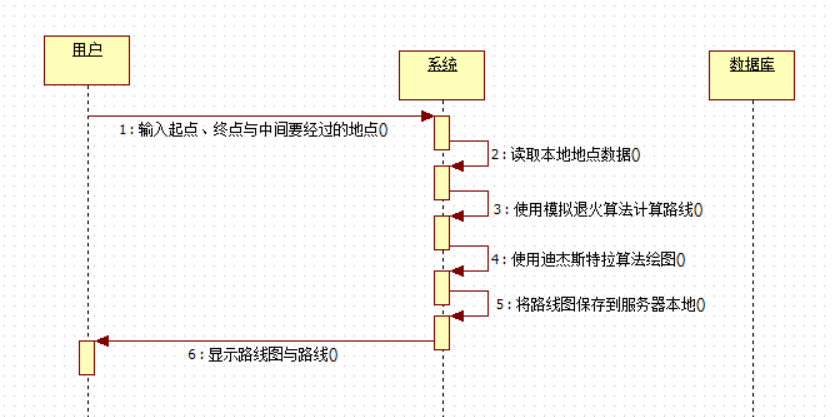 用户
系统
数据库
1：输入起点、终点与中间要经过的地点()
2：读取本地地点数据()
3：使用模拟退火算法计算路线()
4：使用迪杰斯特拉算法绘图()
5：将路线图保存到服务器本地()
6：显示路线图与路线()